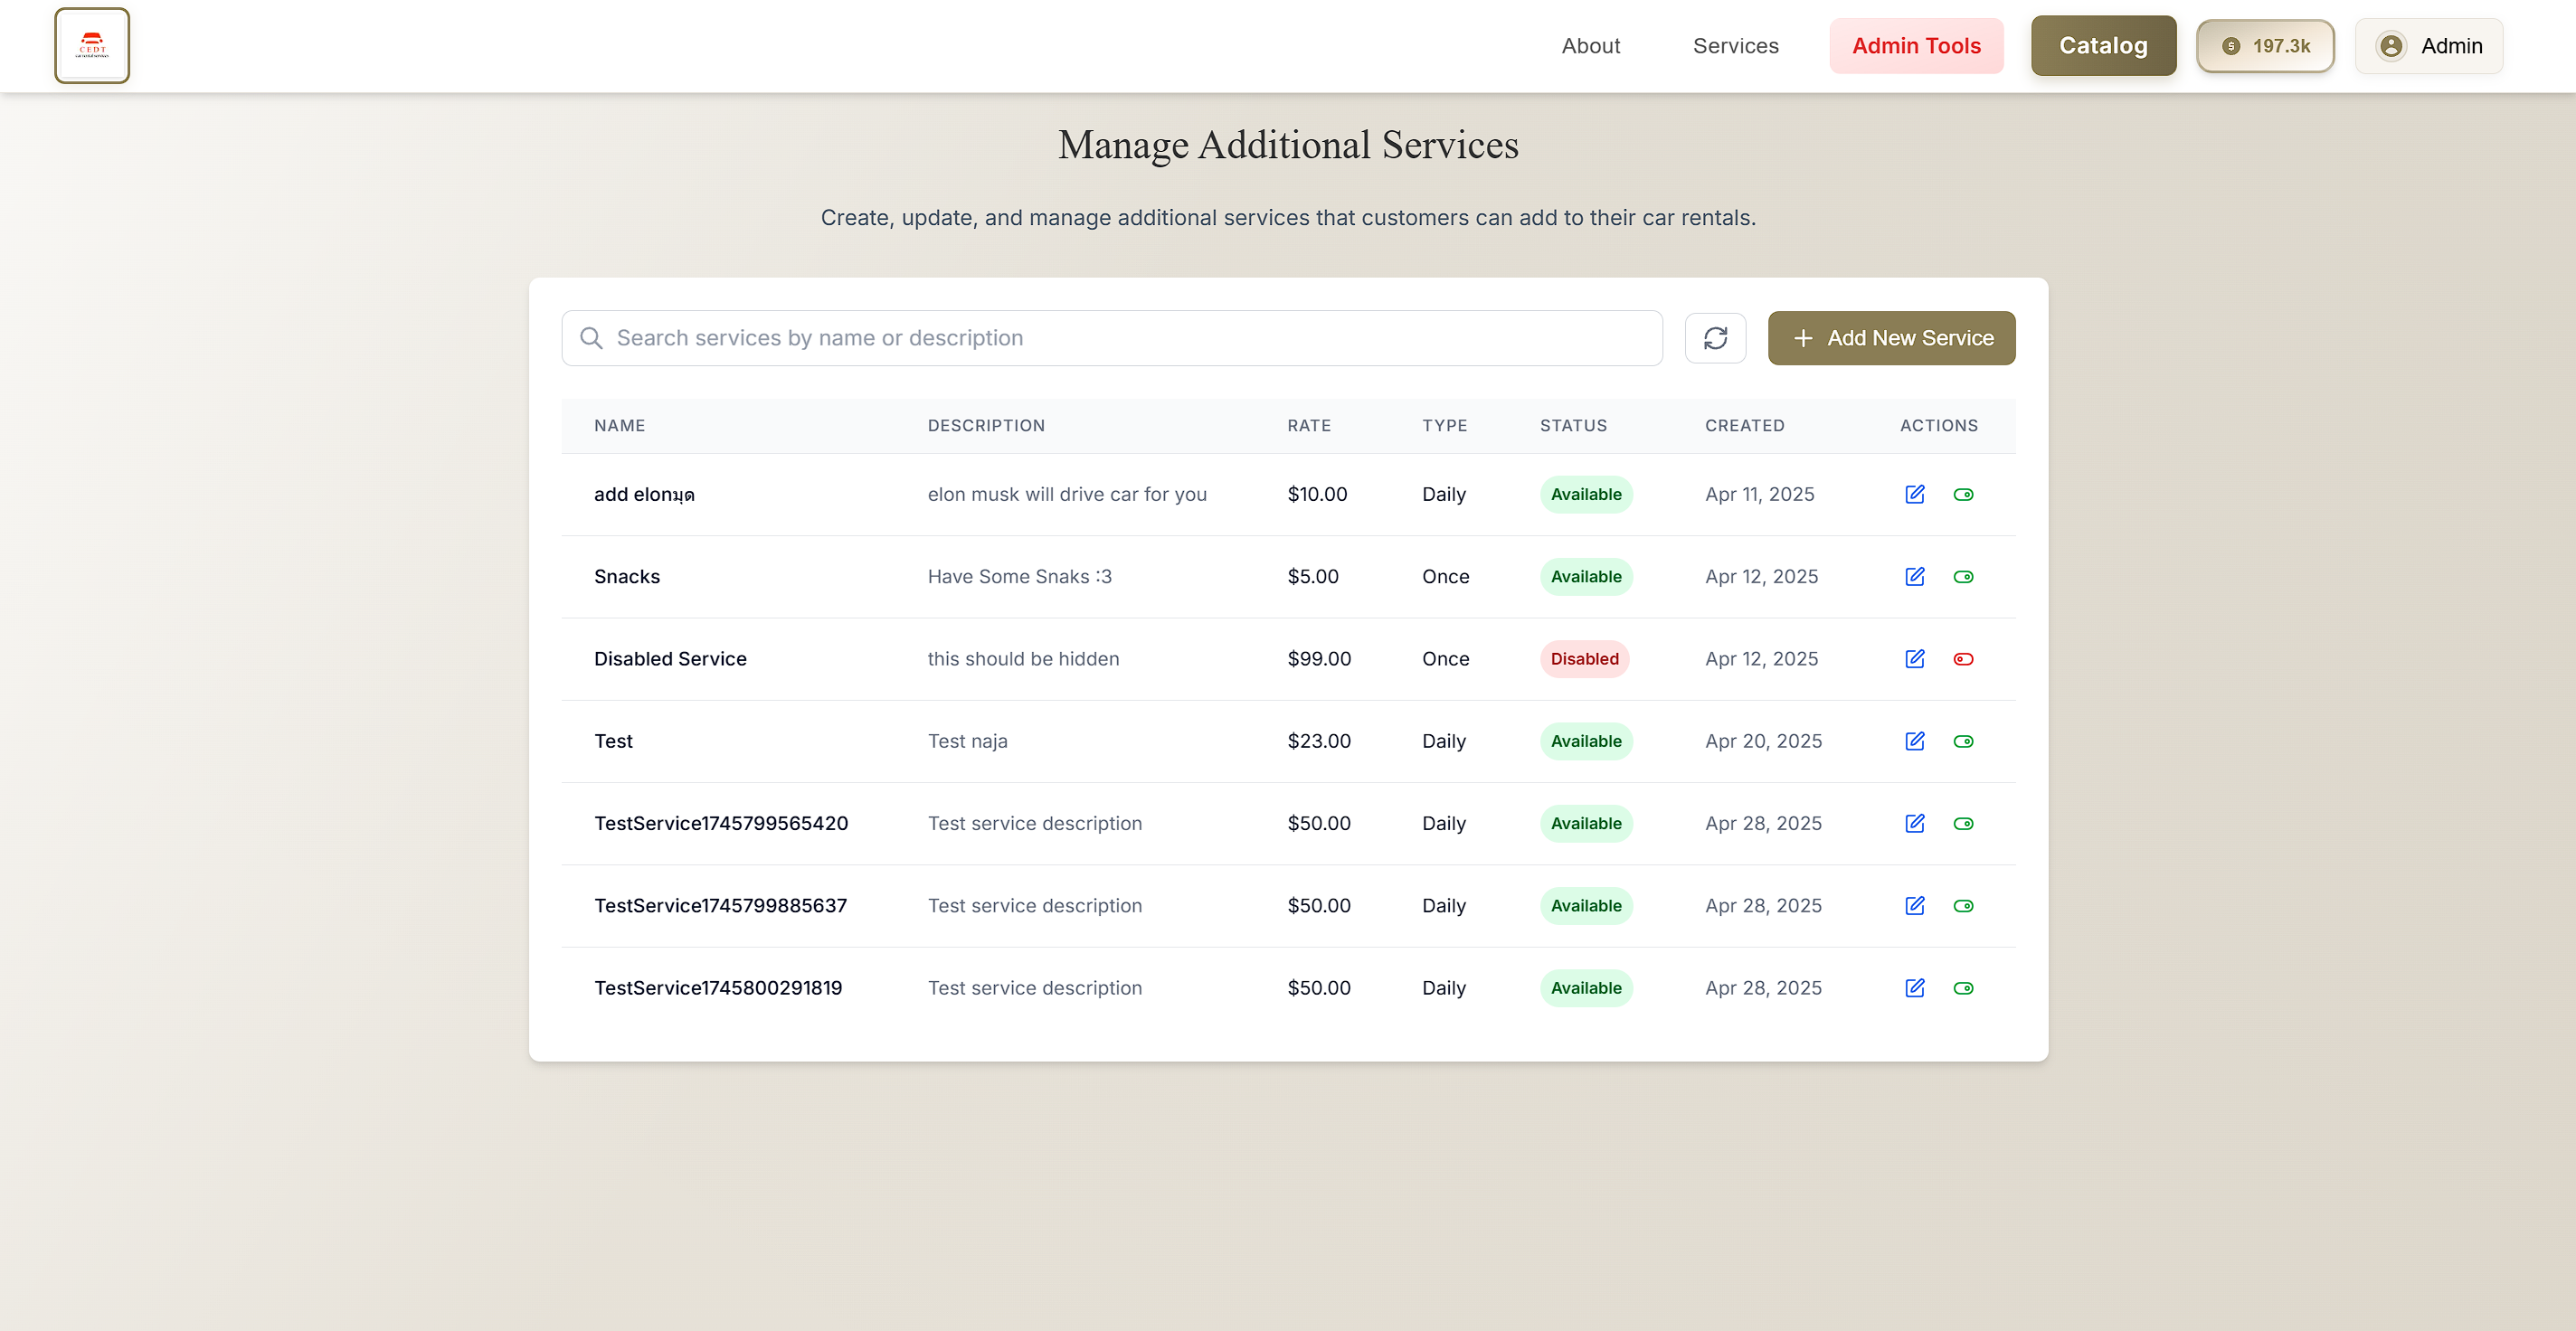 CEDT
car rental services
About
Services
Admin Tools
Catalog
$ 197.3k
Admin
Manage Additional Services
Create, update, and manage additional services that customers can add to their car rentals.
Search services by name or description
Add New Service
NAME DESCRIPTION RATE TYPE STATUS CREATED ACTIONS
add elonมุด elon musk will drive car for you $10.00 Daily Available Apr 11, 2025
Snacks Have Some Snaks :3 $5.00 Once Available Apr 12, 2025
Disabled Service this should be hidden $99.00 Once Disabled Apr 12, 2025
Test Test naja $23.00 Daily Available Apr 20, 2025
TestService1745799565420 Test service description $50.00 Daily Available Apr 28, 2025
TestService1745799885637 Test service description $50.00 Daily Available Apr 28, 2025
TestService1745800291819 Test service description $50.00 Daily Available Apr 28, 2025